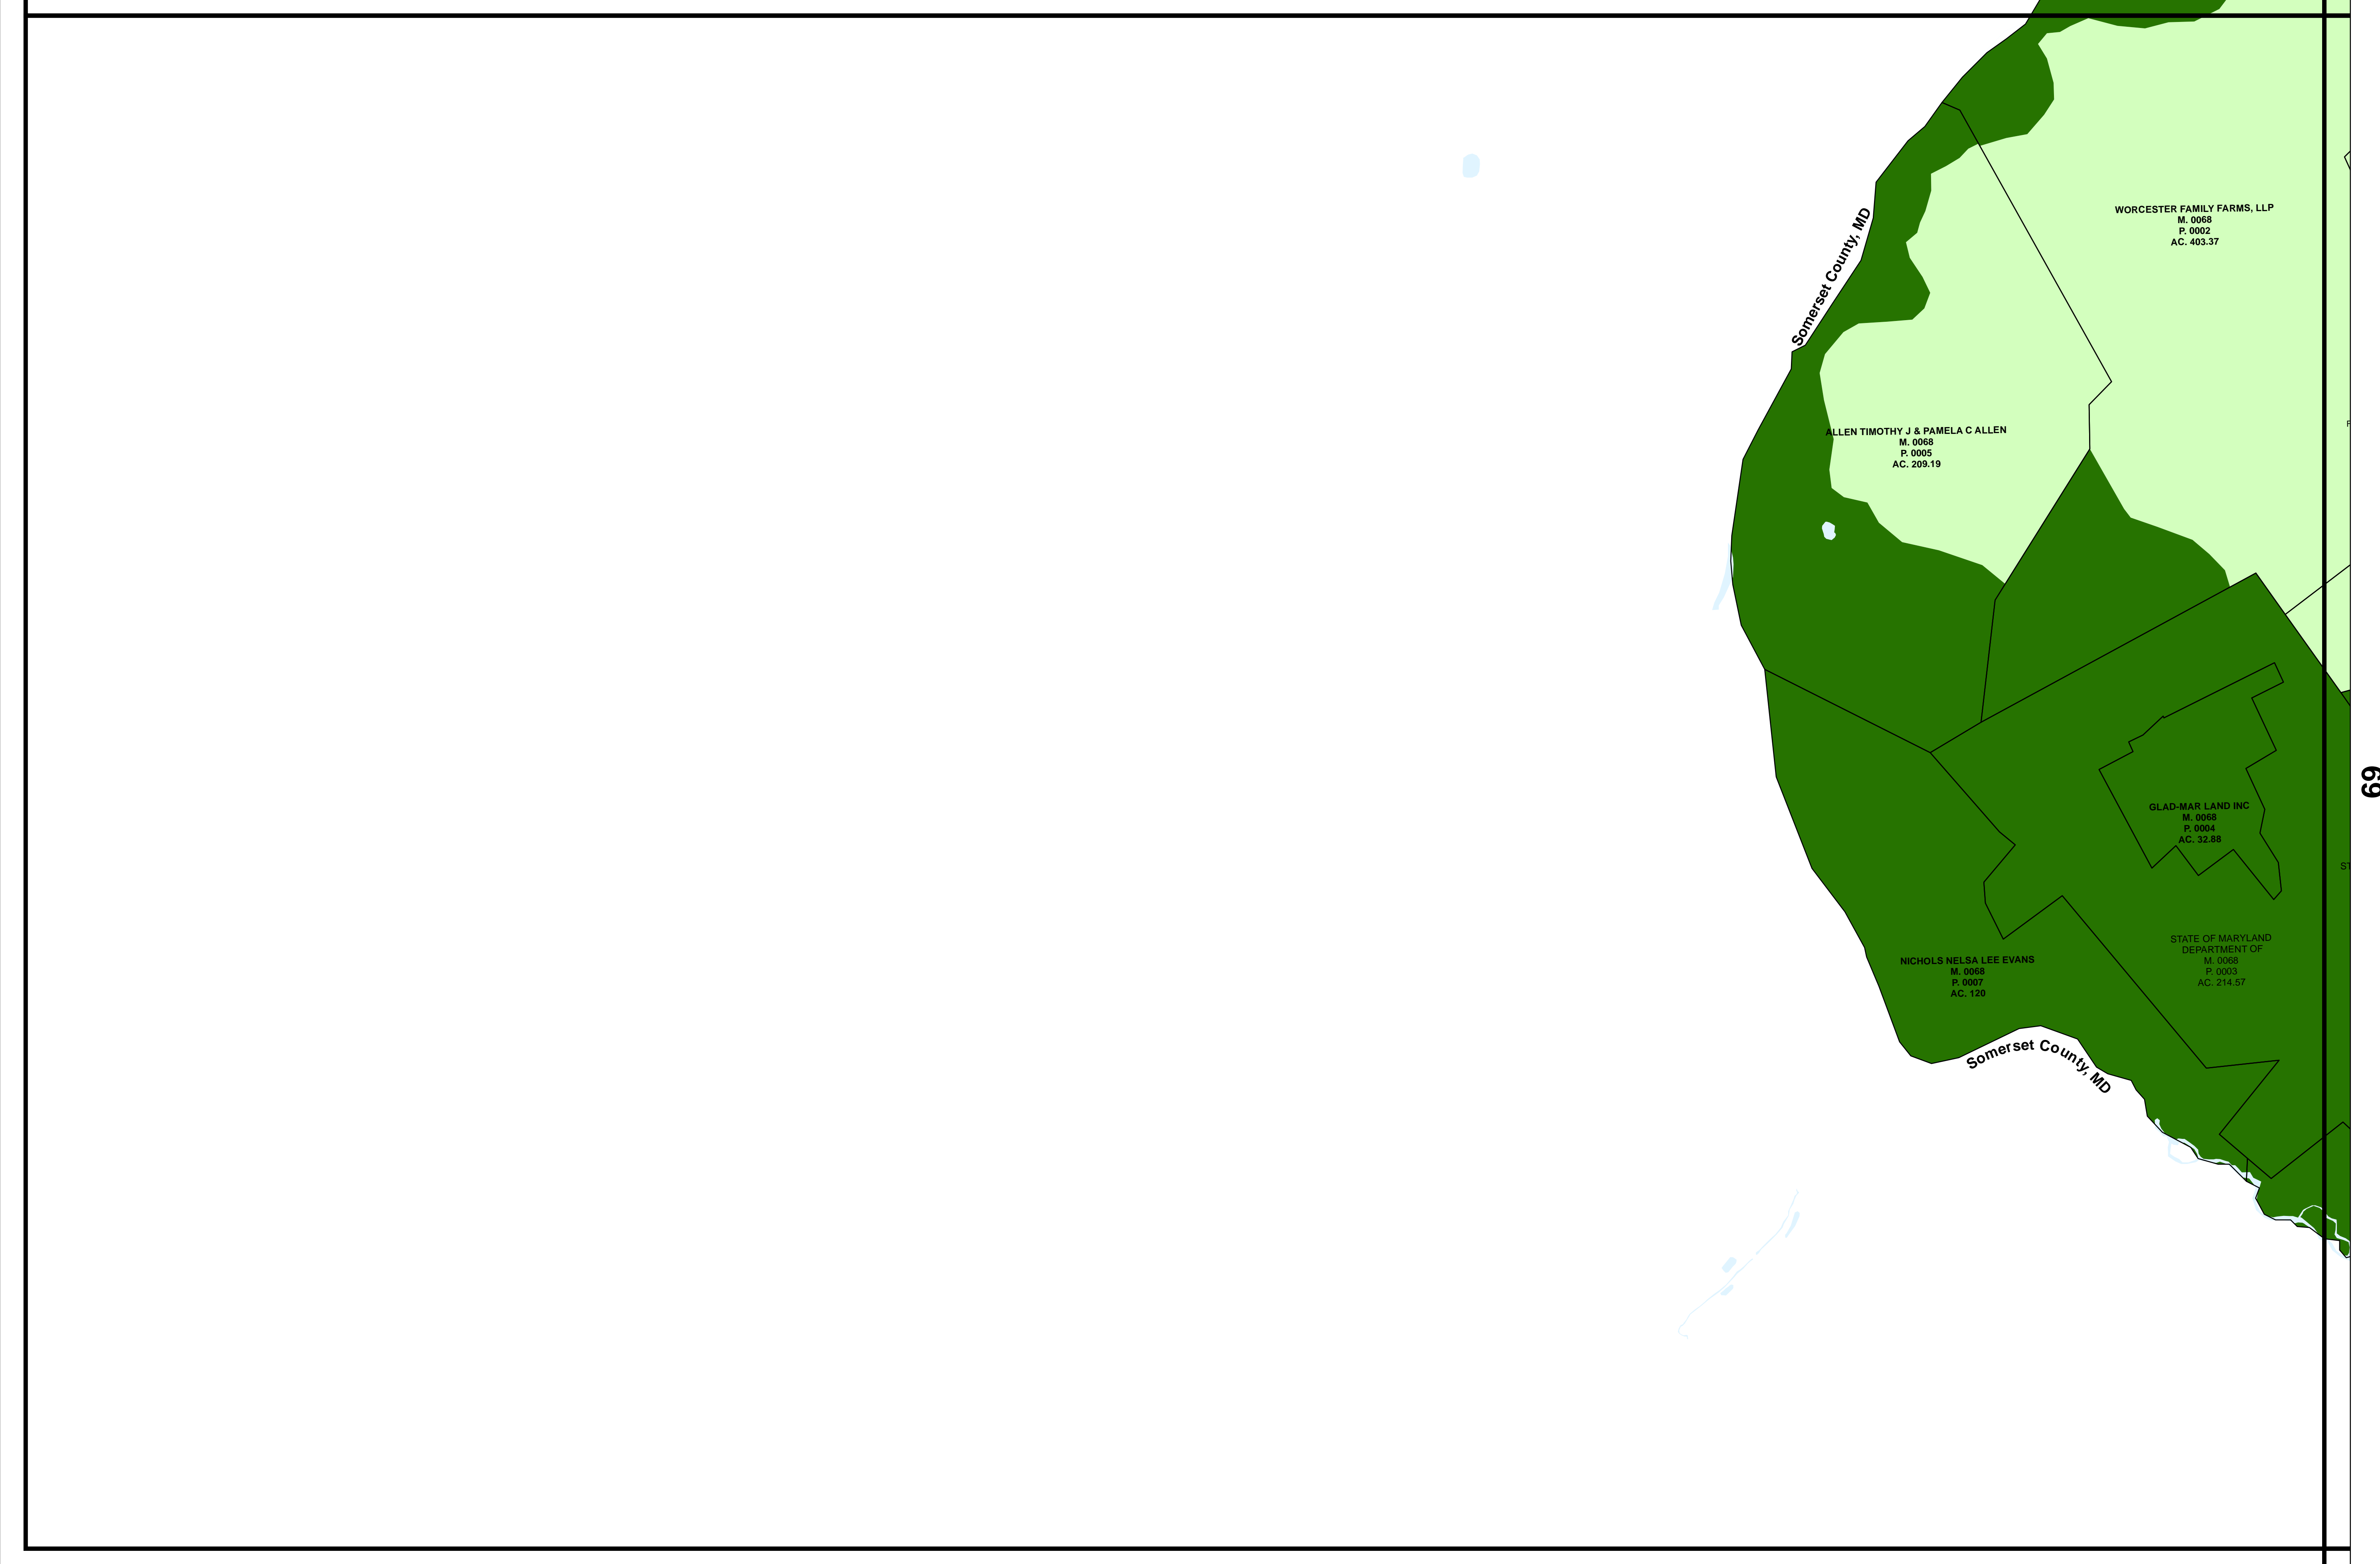 WORCESTER FAMILY FARMS, LLP
M. 0068
P. 0002
AC. 403.37
Somerset County, MD
ALLEN TIMOTHY J & PAMELA C ALLEN
M. 0068
P. 0005
AC. 209.19
69
GLAD-MAR LAND INC
M. 0068
P. 0004
AC. 32.88
STATE OF MARYLAND
DEPARTMENT OF
M. 0068
P. 0003
AC. 214.57
NICHOLS NELSA LEE EVANS
M. 0068
P. 0007
AC. 120
Somerset County, MD